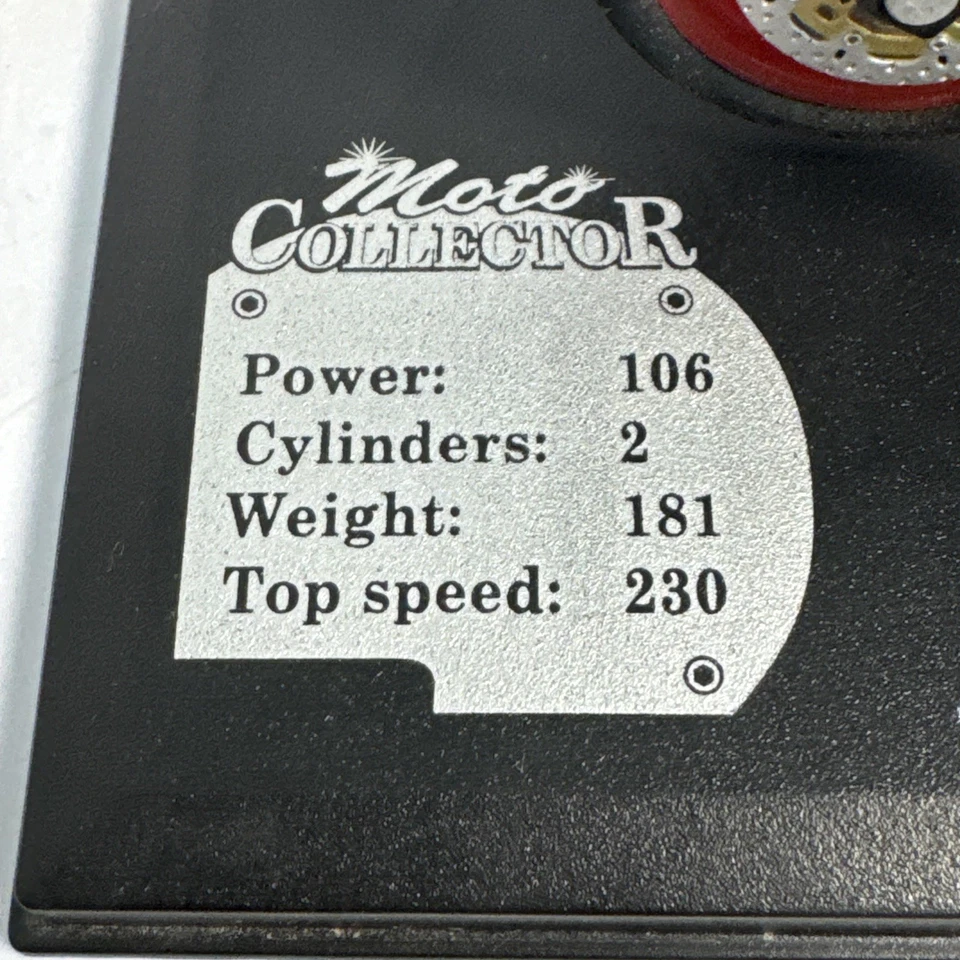 Moto
COLLECTOR
Power: 106
Cylinders: 2
Weight: 181
Top speed: 230